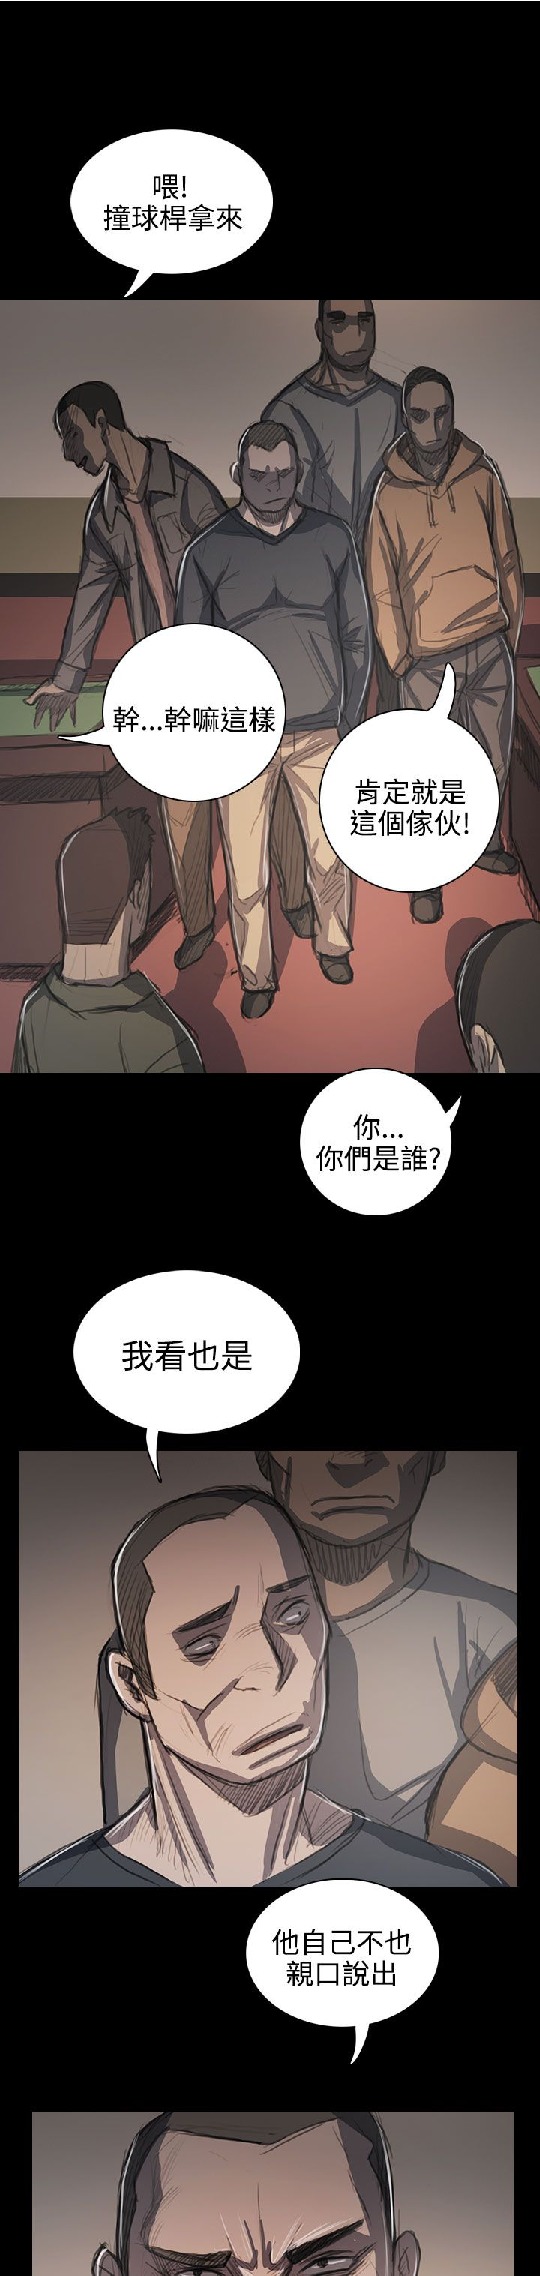 喂!
撞球桿拿來
幹...幹嘛這樣
肯定就是
這個傢伙!
你...
你們是誰?
我看也是
他自己不也
親口說出